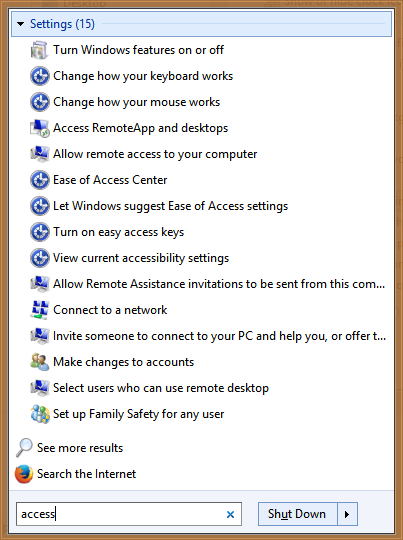 Settings (15)
Turn Windows features on or off
Change how your keyboard works
Change how your mouse works
Access RemoteApp and desktops
Allow remote access to your computer
Ease of Access Center
Let Windows suggest Ease of Access settings
Turn on easy access keys
View current accessibility settings
Allow Remote Assistance invitations to be sent from this com...
Connect to a network
Invite someone to connect to your PC and help you, or offer t...
Make changes to accounts
Select users who can use remote desktop
Set up Family Safety for any user
See more results
Search the Internet
access
Shut Down